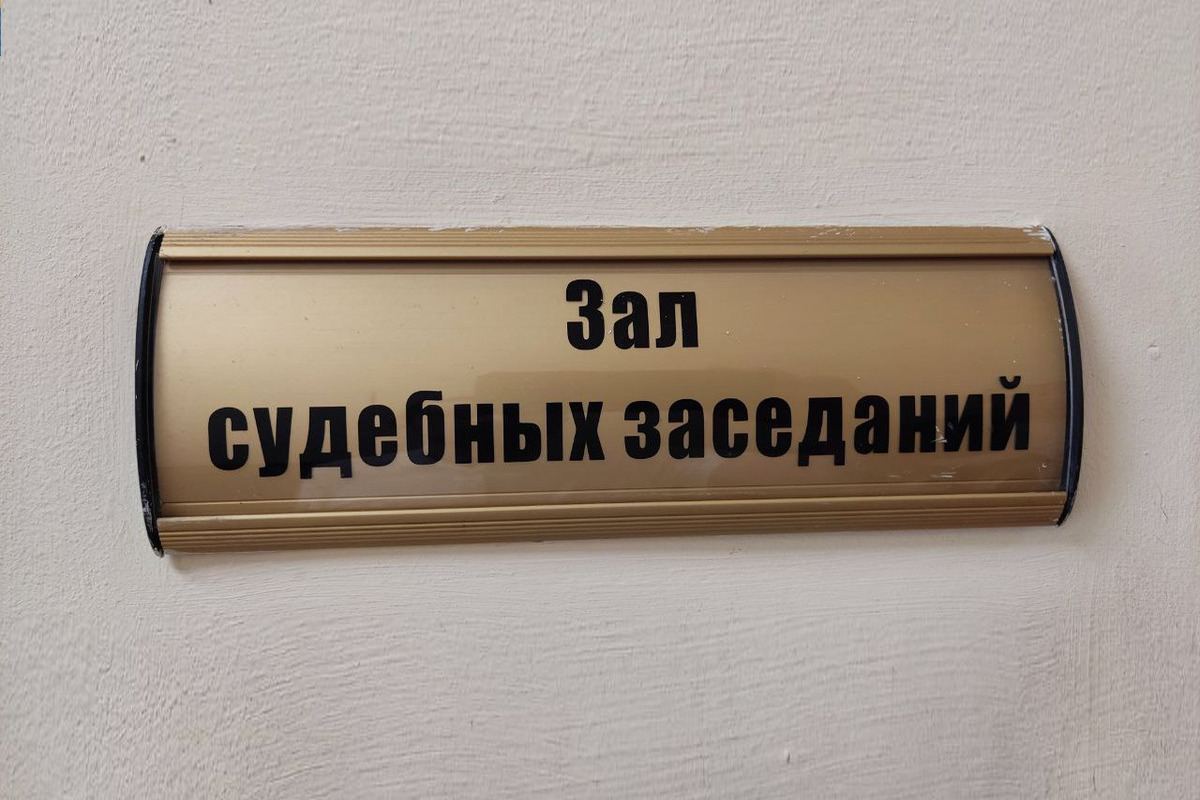 Зал
судебных заседаний